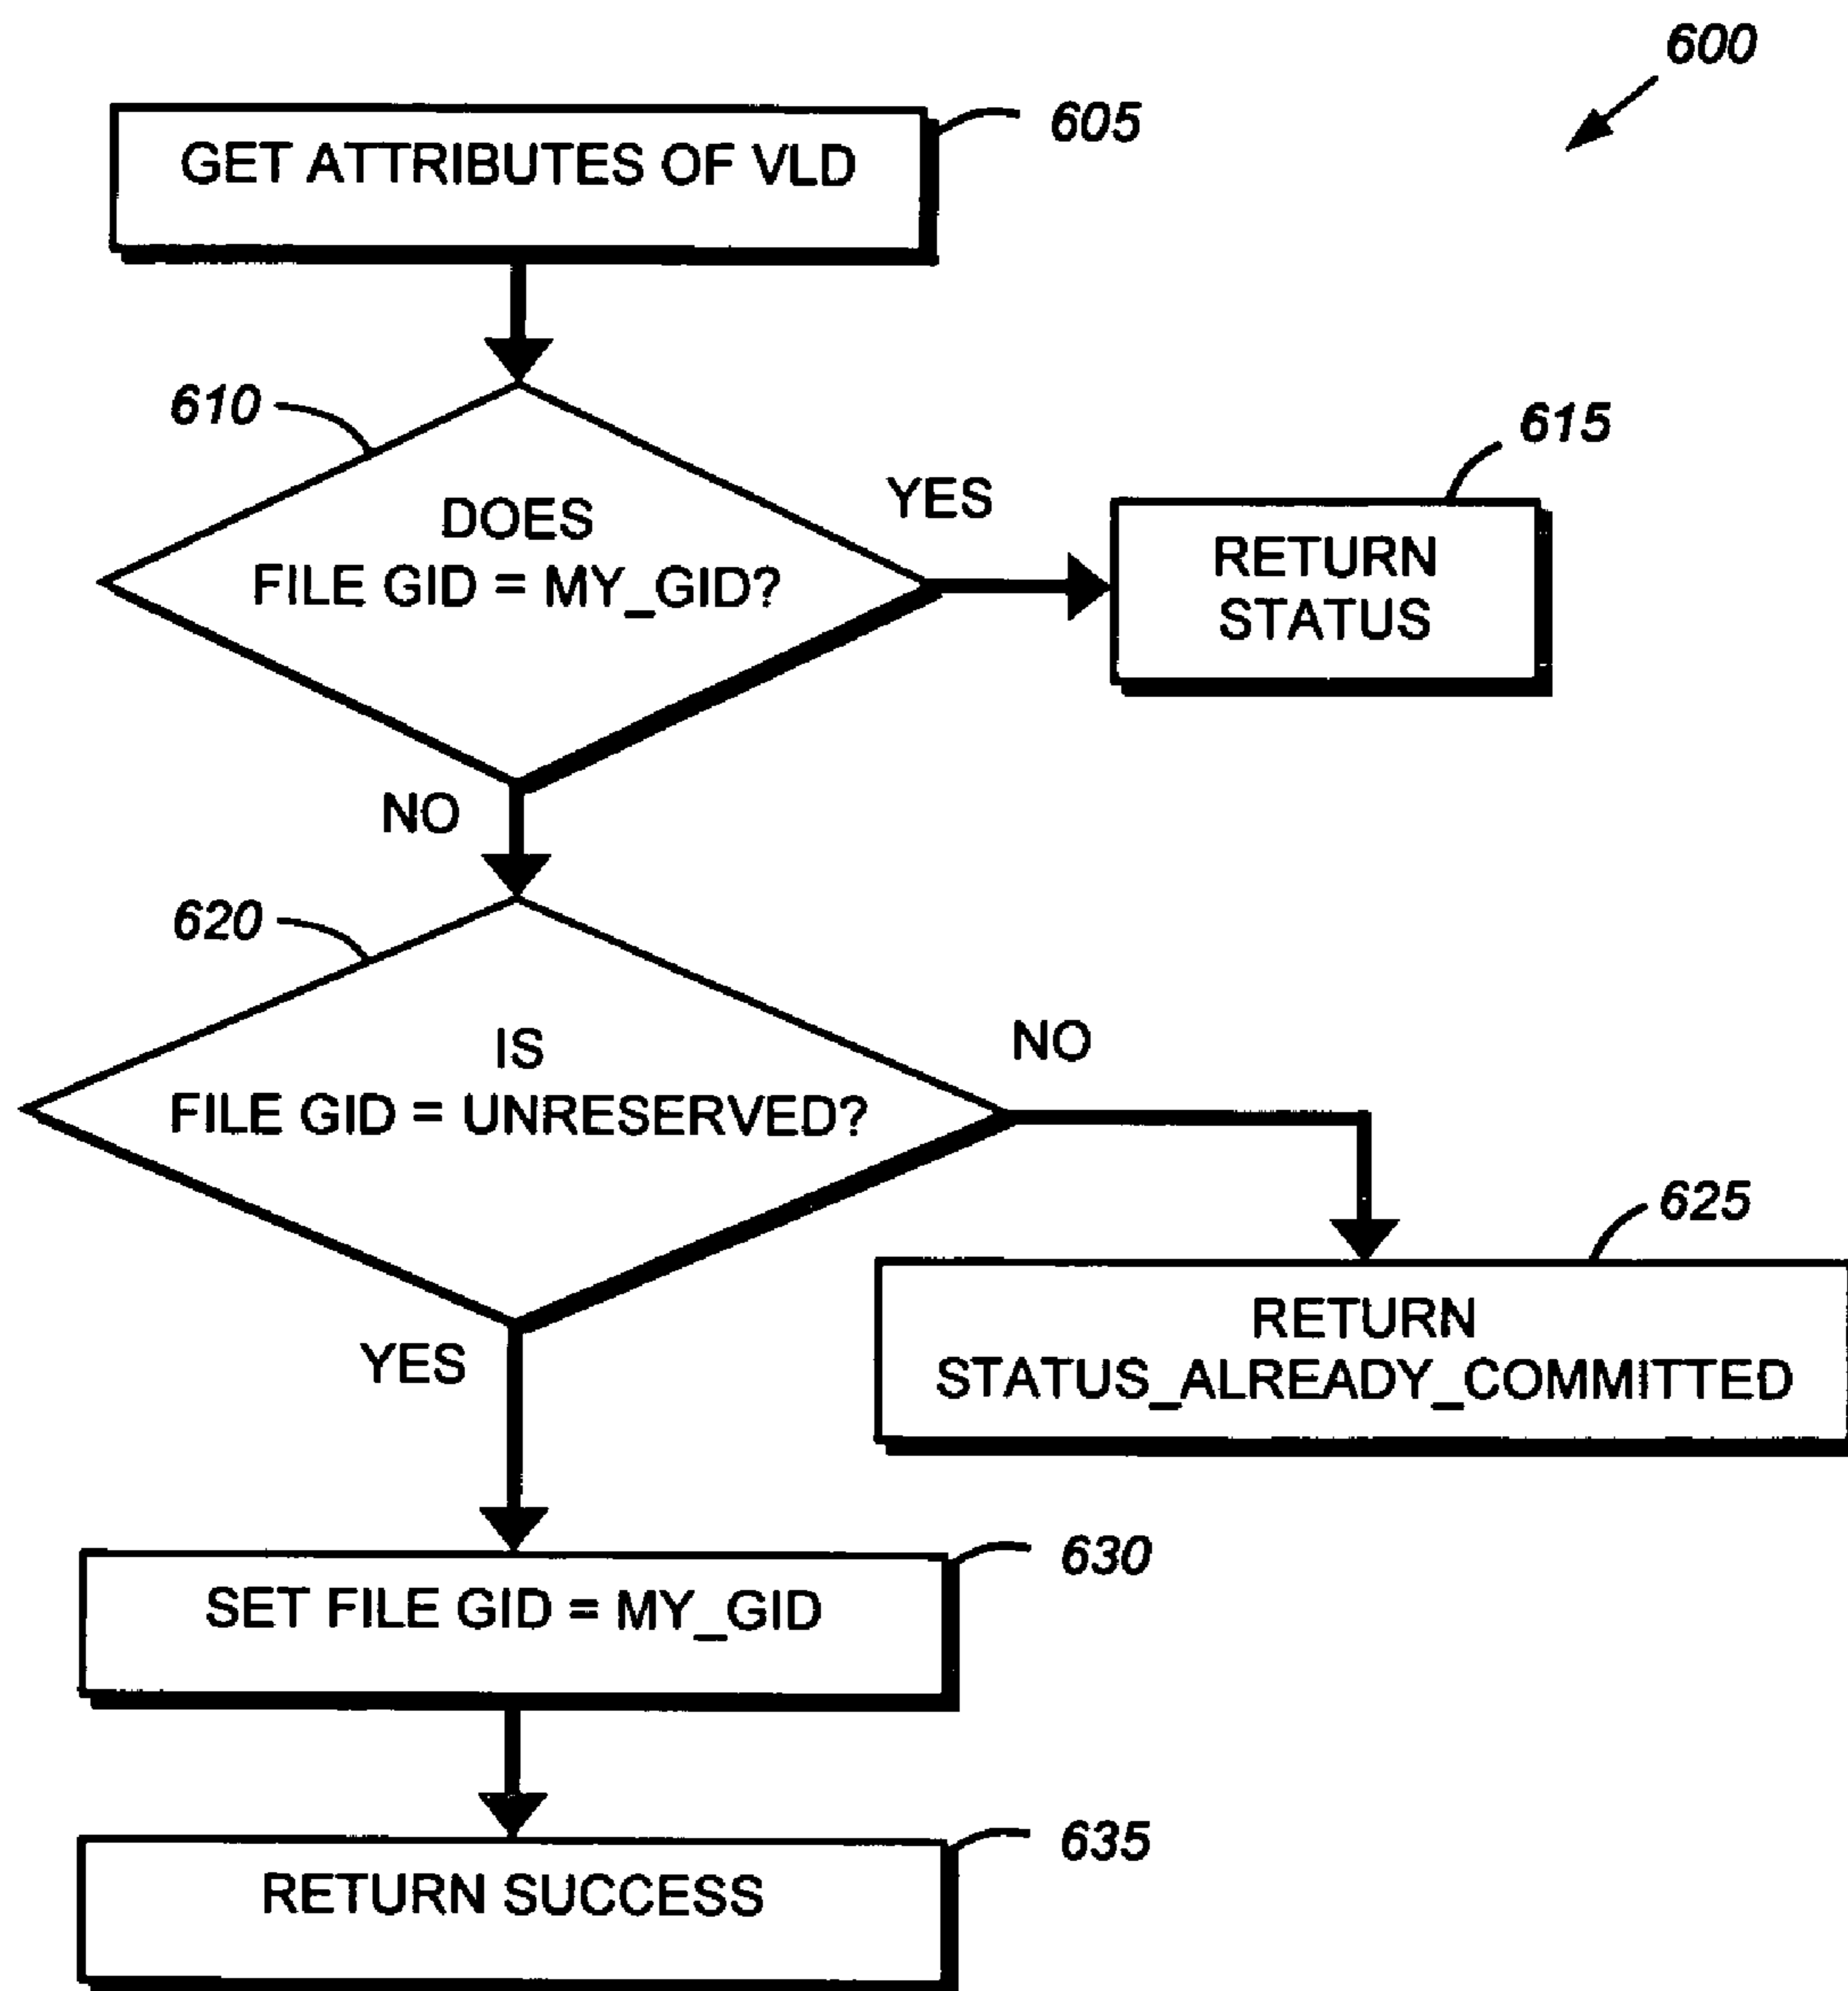 600
605
GET ATTRIBUTES OF VLD
610
DOES
FILE GID = MY_GID?
YES
615
RETURN
STATUS
NO
620
IS
FILE GID = UNRESERVED?
NO
625
RETURN
STATUS_ALREADY_COMMITTED
YES
630
SET FILE GID = MY_GID
635
RETURN SUCCESS